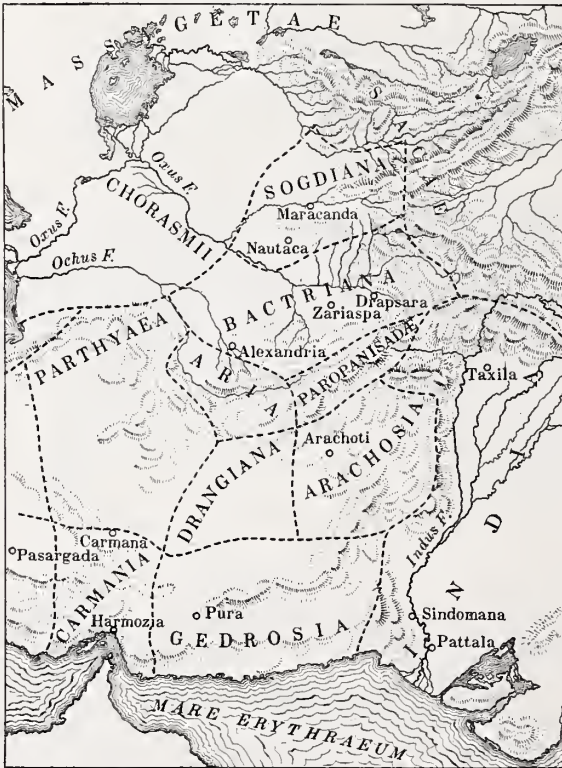 MASSAGETAE
SACAE
Oxus F.
SOGDIANA
CHORASMII
Maracanda
Oxus F.
Nautaca
Ochus F.
BACTRIANA
Drapsara
Zariaspa
PARTHYAEA
Alexandria
ARIA
PAROPANISADÆ
Taxila
Arachoti
ARACHOSIA
DRANGIANA
Indus F.
INDIA
Carmana
Pasargada
CARMANIA
Harmozia
Pura
GEDROSIA
Sindomana
Pattala
MARE ERYTHRAEUM